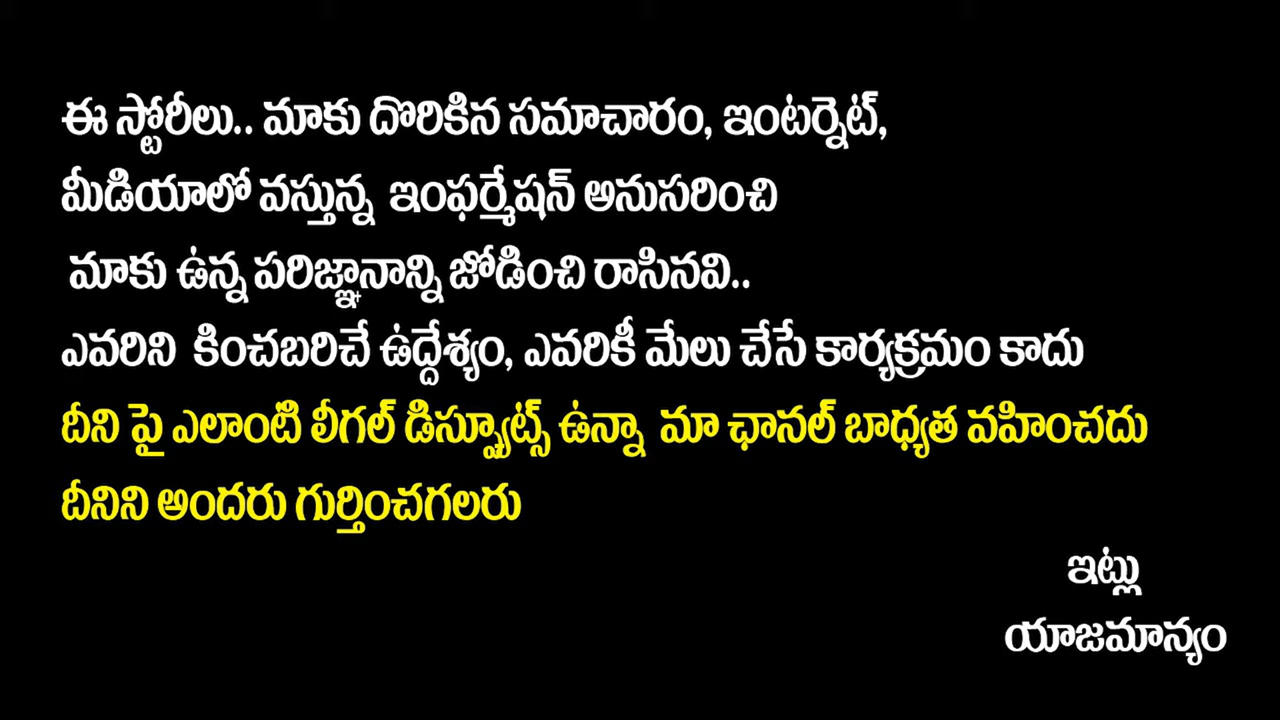 ఈ స్టోరీలు.. మాకు దొరికిన సమాచారం, ఇంటర్నెట్,
మీడియాలో వస్తున్న ఇంఫర్మేషన్ అనుసరించి
మాకు ఉన్న పరిజ్ఞానాన్ని జోడించి రాసినవి..
ఎవరిని కించబరిచే ఉద్దేశ్యం, ఎవరికీ మేలు చేసే కార్యక్రమం కాదు
దీని పై ఎలాంటి లీగల్ డిస్ప్యూట్స్ ఉన్నా మా ఛానల్ బాధ్యత వహించదు
దీనిని అందరు గుర్తించగలరు
ఇట్లు
యాజమాన్యం